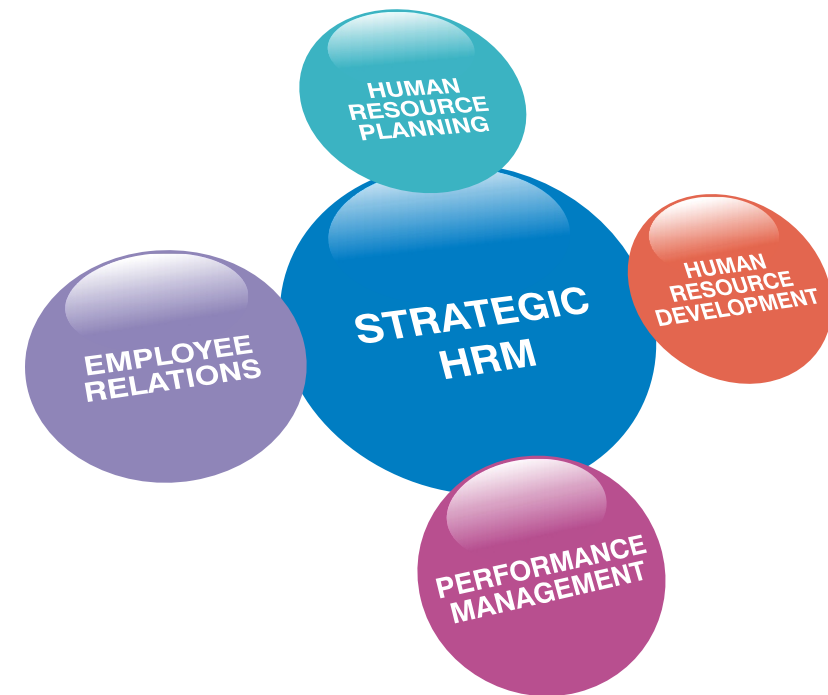 HUMAN
RESOURCE
PLANNING
HUMAN
RESOURCE
DEVELOPMENT
STRATEGIC
HRM
EMPLOYEE
RELATIONS
PERFORMANCE
MANAGEMENT